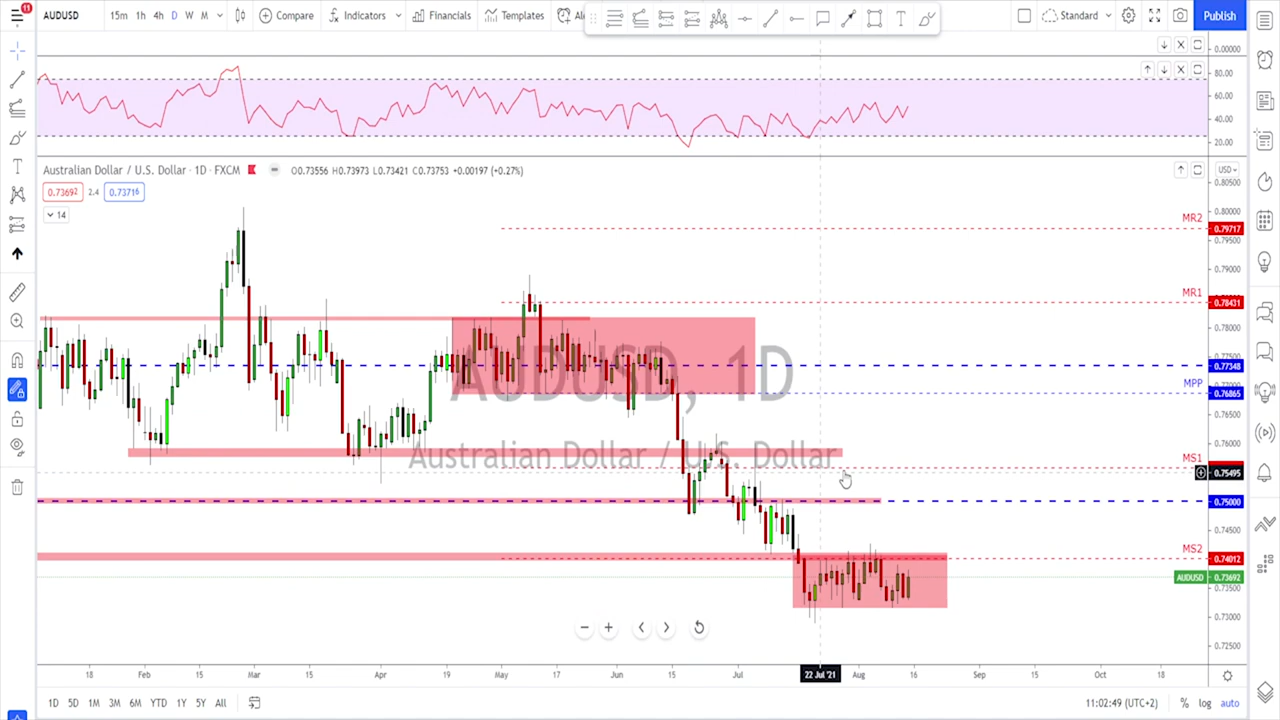 11
AUDUSD 15m 1h 4h D W M Compare Indicators Financials Templates Standard Publish
0.00000
80.00
60.00
40.00
20.00
Australian Dollar / U.S. Dollar · 1D · FXCM O0.73556 H0.73973 L0.73421 C0.73753 +0.00197 (+0.27%)
USD
0.73692 2.4 0.73716
14
0.80500
0.80000
MR2
0.79717
0.79500
0.79000
MR1
0.78431
0.78000
0.77500
0.77348
MPP
0.76865
0.76500
0.76000
AUDUSD, 1D
Australian Dollar / U.S. Dollar
MS1
0.75495
0.75000
0.74500
MS2
0.74012
AUDUSD 0.73692
0.73500
0.73000
0.72500
18 Feb 15 Mar 15 Apr 19 May 17 Jun 15 Jul 22 Jul '21 Aug 16 Sep 15 Oct 18
1D 5D 1M 3M 6M YTD 1Y 5Y All 11:02:49 (UTC+2) % log auto